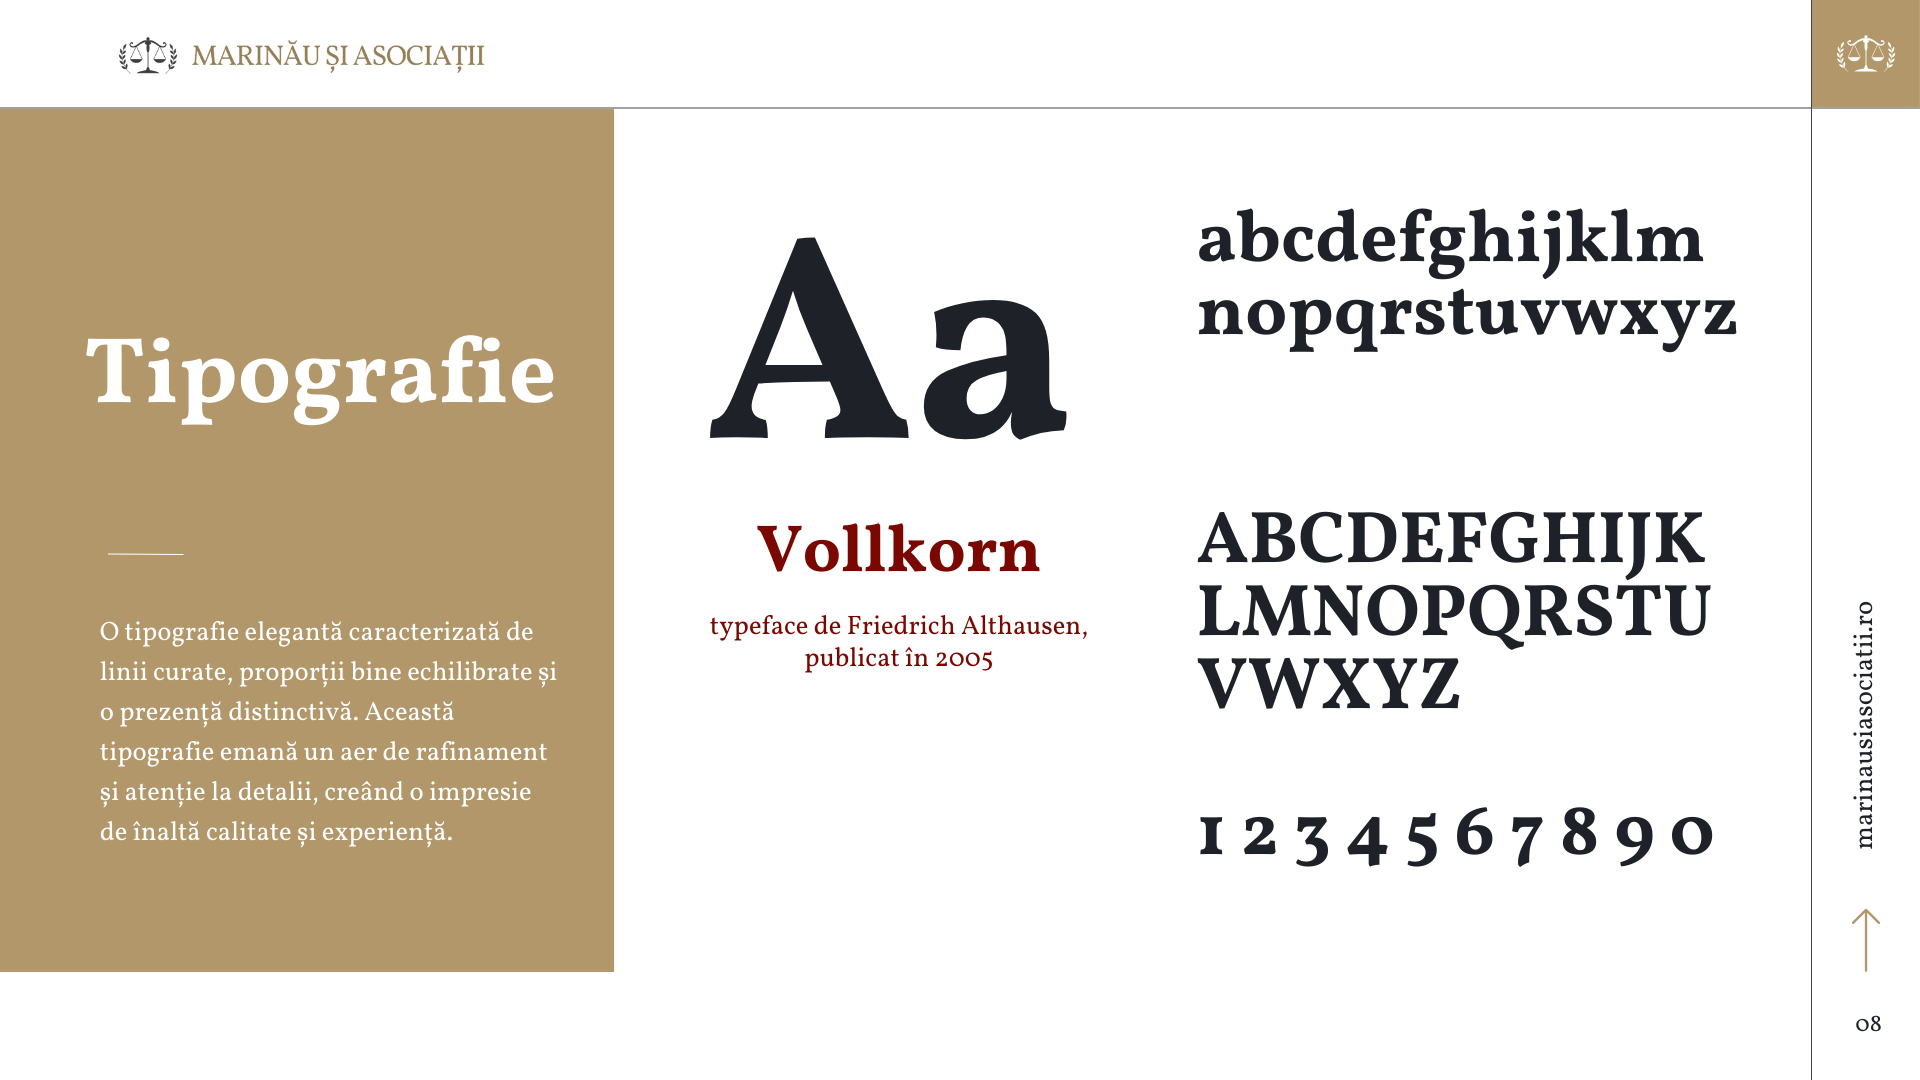 MARINĂU ȘI ASOCIAȚII
Tipografie
O tipografie elegantă caracterizată de
linii curate, proporții bine echilibrate și
o prezență distinctivă. Această
tipografie emană un aer de rafinament
și atenție la detalii, creând o impresie
de înaltă calitate și experiență.
Aa
Vollkorn
typeface de Friedrich Althausen,
publicat în 2005
abcdefghijklm
nopqrstuvwxyz
ABCDEFGHIJK
LMNOPQRSTU
VWXYZ
1 2 3 4 5 6 7 8 9 0
marinausiasociatii.ro
08